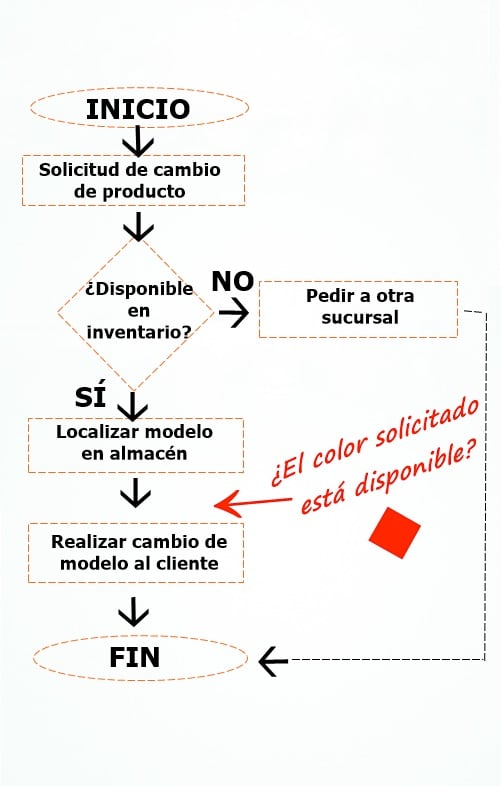 INICIO
Solicitud de cambio
de producto
¿Disponible
en
inventario?
NO
Pedir a otra
sucursal
SÍ
Localizar modelo
en almacén
¿El color solicitado
está disponible?
Realizar cambio de
modelo al cliente
FIN